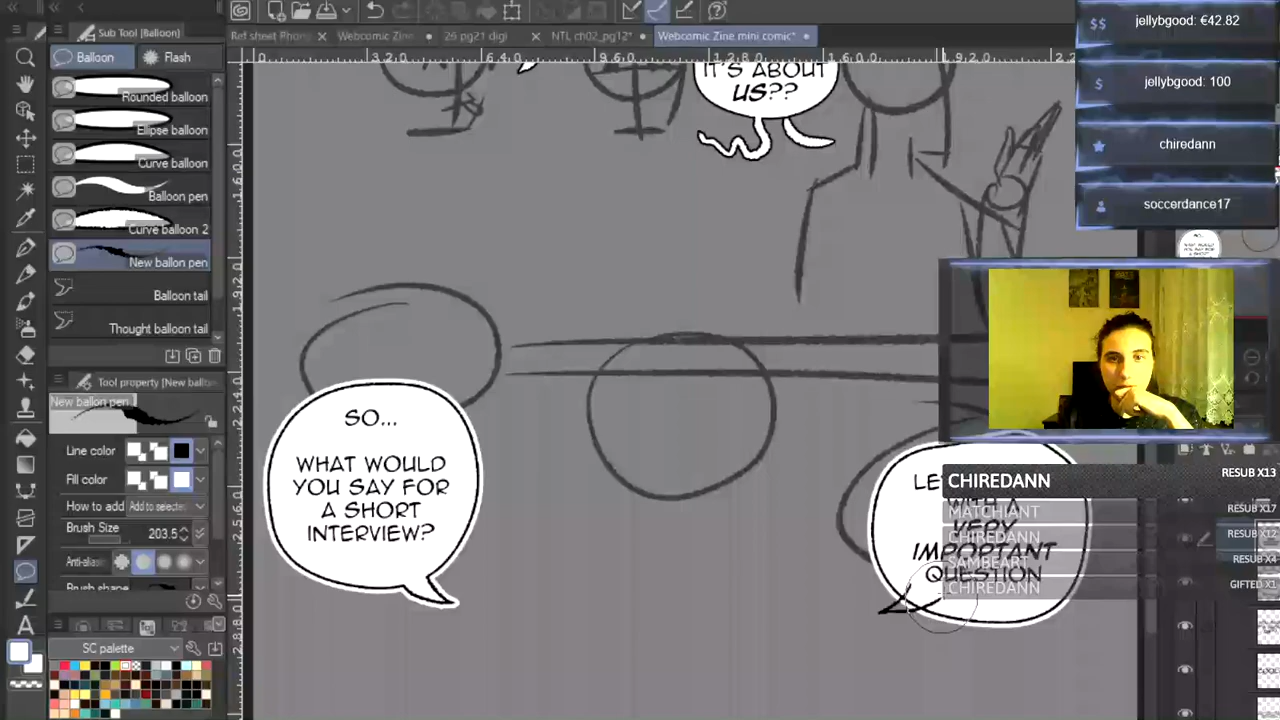 Sub Tool (Balloon)
Balloon
Flash
Rounded balloon
Ellipse balloon
Curve balloon
Balloon pen
Curve balloon 2
New ballon pen
Balloon tail
Thought balloon tail
Tool property [New ballon
New ballon pen
Line color
Fill color
How to add Add to selected
Brush Size 203.5
Anti-alias
Brush shape
SC palette
Webcomic Zine
26 pg21 digi
NTL ch02_pg12*
Webcomic Zine mini comic*
IT'S ABOUT
US??
SO...
WHAT WOULD
YOU SAY FOR
A SHORT
INTERVIEW?
WITH A
VERY
IMPORTANT
QUESTION
jellybgood: €42.82
jellybgood: 100
chiredann
soccerdance17
CHIREDANN RESUB X13
MATCHIANT RESUB X17
CHIREDANN RESUB X12
SAMBEART RESUB X4
CHIREDANN GIFTED X1